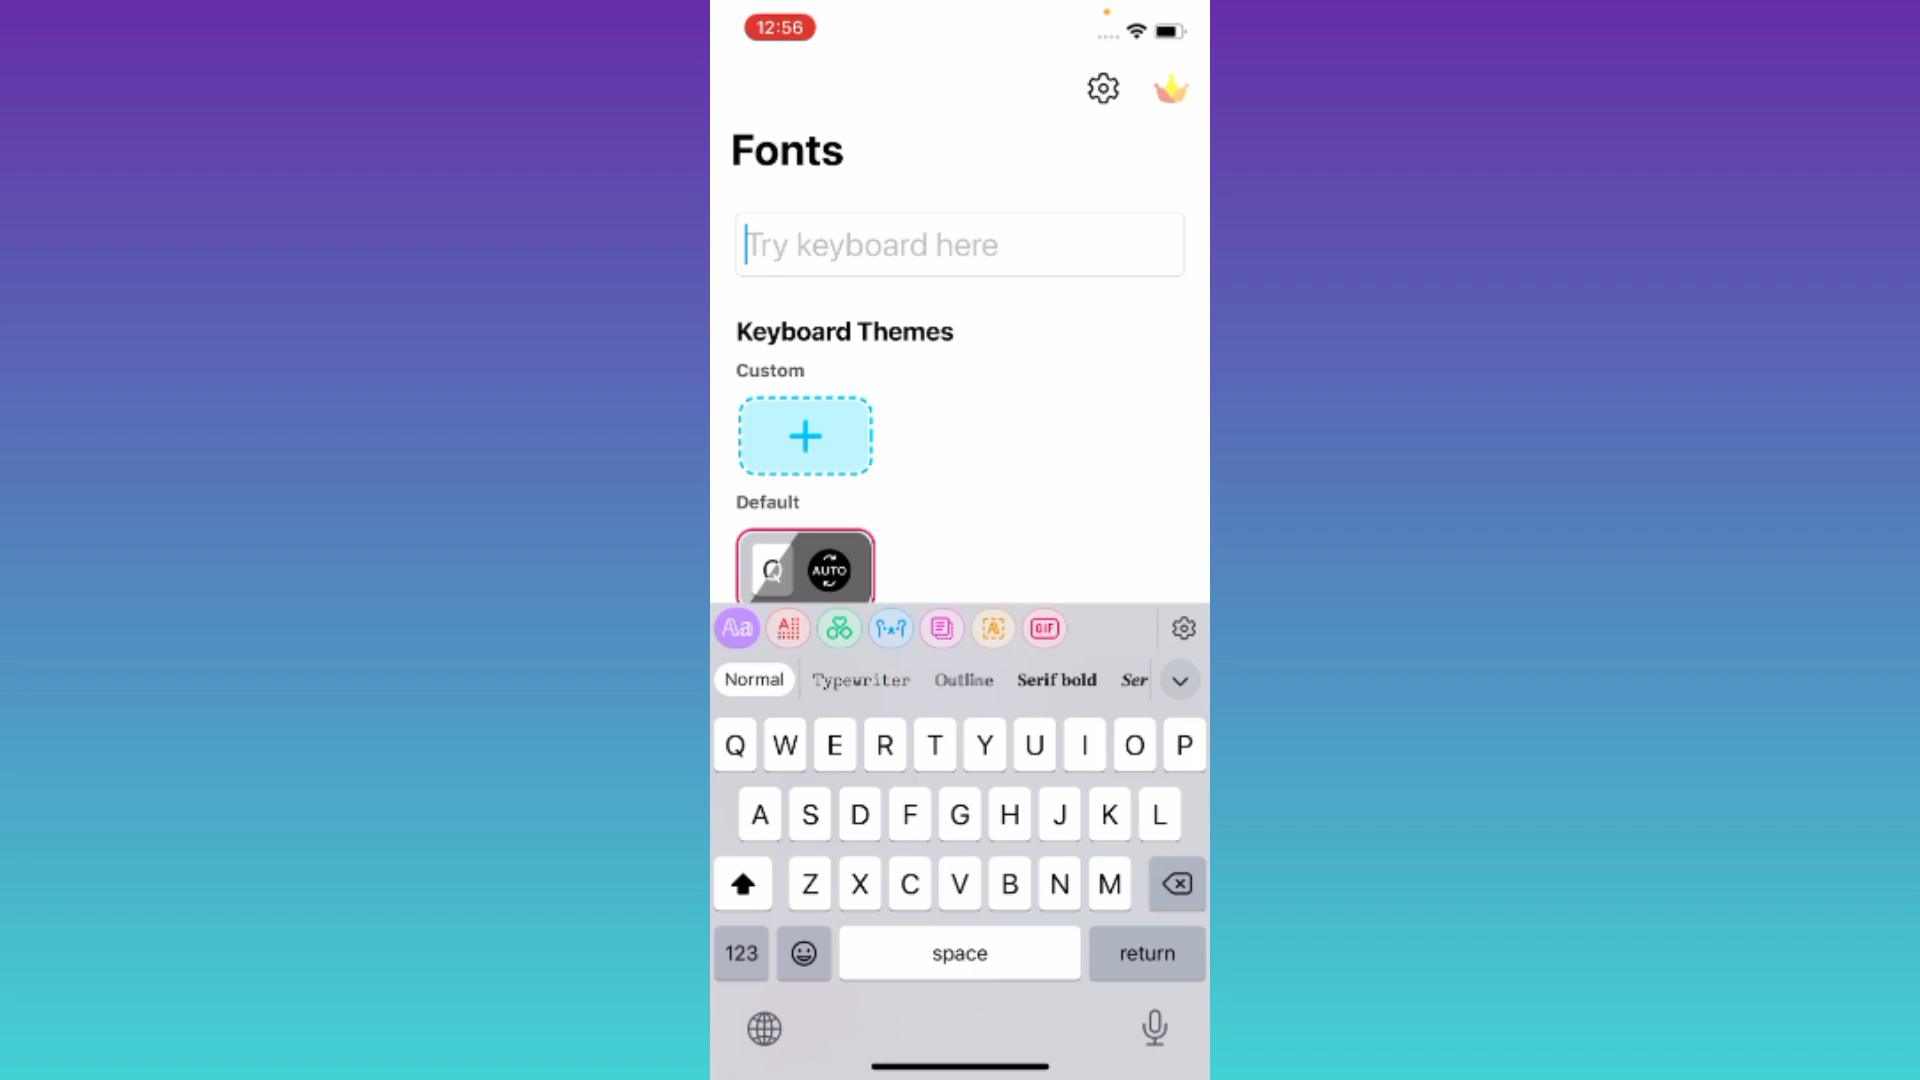 12:56
Fonts
Try keyboard here
Keyboard Themes
Custom
Default
Q AUTO
Aa A GIF
Normal Typewriter Outline Serif bold Ser
Q W E R T Y U I O P
A S D F G H J K L
Z X C V B N M
123 space return